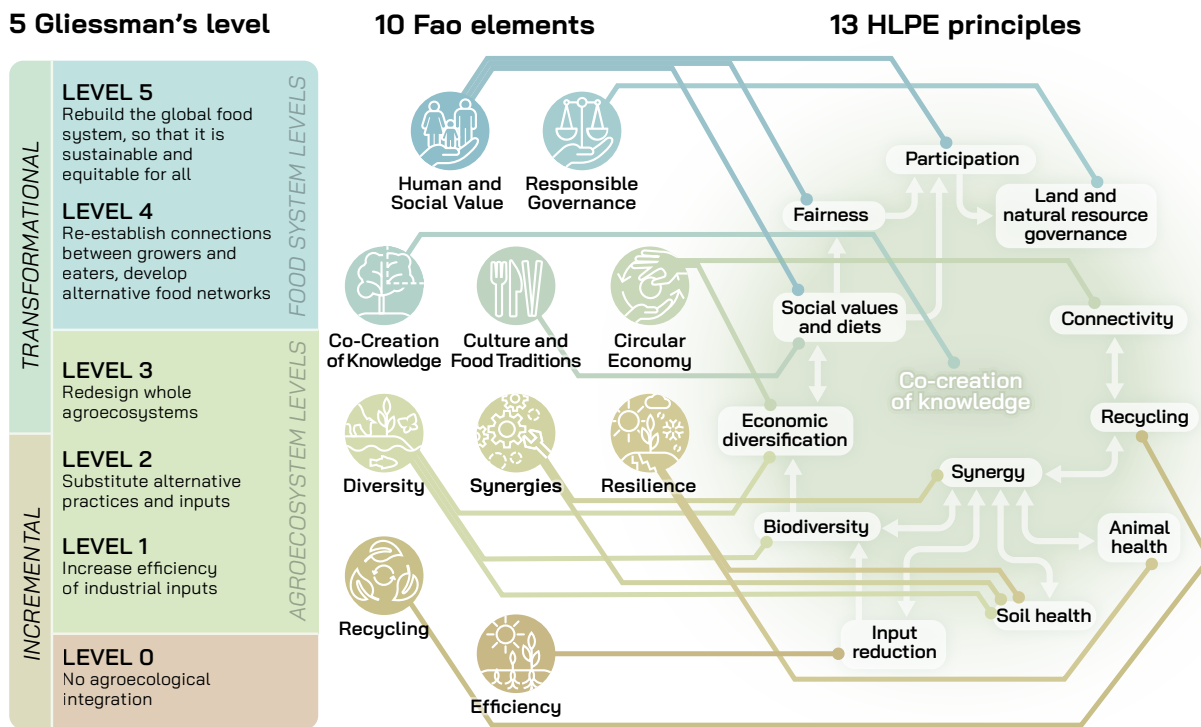 5 Gliessman’s level
10 Fao elements
13 HLPE principles
TRANSFORMATIONAL
INCREMENTAL
FOOD SYSTEM LEVELS
AGROECOSYSTEM LEVELS
LEVEL 5
Rebuild the global food
system, so that it is
sustainable and
equitable for all
LEVEL 4
Re-establish connections
between growers and
eaters, develop
alternative food networks
LEVEL 3
Redesign whole
agroecosystems
LEVEL 2
Substitute alternative
practices and inputs
LEVEL 1
Increase efficiency
of industrial inputs
LEVEL 0
No agroecological
integration
Human and
Social Value
Responsible
Governance
Co-Creation
of Knowledge
Culture and
Food Traditions
Circular
Economy
Diversity
Synergies
Resilience
Recycling
Efficiency
Participation
Fairness
Land and
natural resource
governance
Social values
and diets
Connectivity
Co-creation
of knowledge
Economic
diversification
Recycling
Synergy
Biodiversity
Animal
health
Soil health
Input
reduction